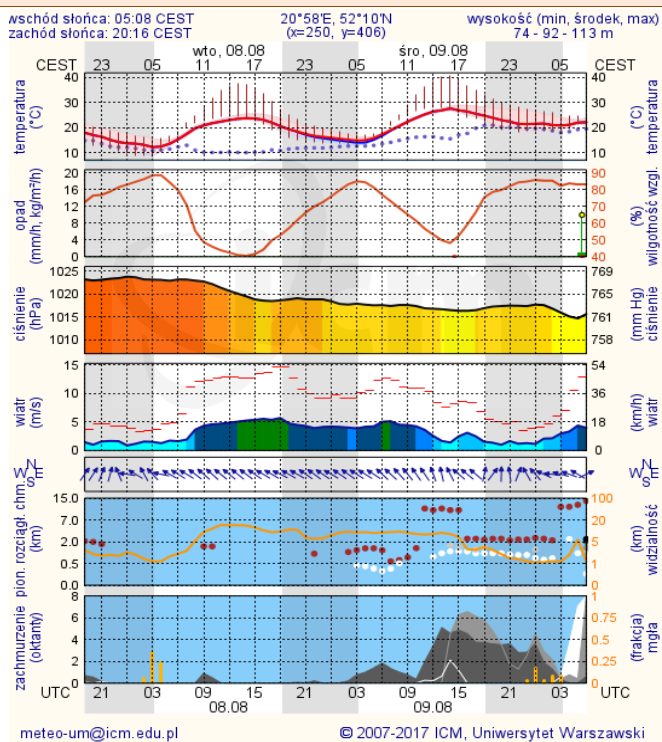 wschód słońca: 05:08 CEST 20°58'E, 52°10'N wysokość (min, środek, max)
zachód słońca: 20:16 CEST (x=250, y=406) 74 - 92 - 113 m
wto, 08.08 śro, 09.08
CEST 23 05 11 17 23 05 11 17 23 05 CEST
temperatura (°C)
40 40
30 30
20 20
10 10
temperatura (°C)
opad (mm/h, kg/m²/h)
20 90
16 80
12 70
8 60
4 50
0 40
(%) wilgotność wzgl.
ciśnienie (hPa)
1025 769
1020 765
1015 761
1010 758
(mm Hg) ciśnienie
wiatr (m/s)
15 54
10 36
5 18
0 0
(km/h) wiatr
N W E S N W E S
pion. rozciągł. chm. (km)
15.0 100
7.0 20
2.0 5
0.5 1
0.0 0
(km) widzialność
zachmurzenie (oktanty)
8 1
6 0.75
4 0.5
2 0.25
0 0
(frakcja) mgła
UTC 21 03 09 15 21 03 09 15 21 03 UTC
08.08 09.08
meteo-um@icm.edu.pl © 2007-2017 ICM, Uniwersytet Warszawski